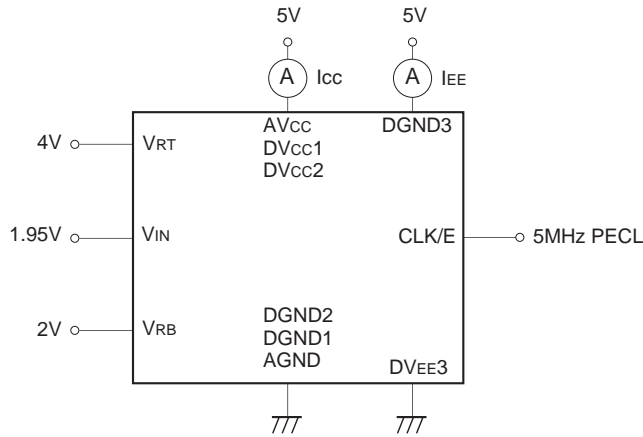 5V 5V
A ICC A IEE
AVCC DGND3
4V VRT DVCC1
DVCC2
1.95V VIN CLK/E 5MHz PECL
DGND2
2V VRB DGND1
AGND
DVEE3